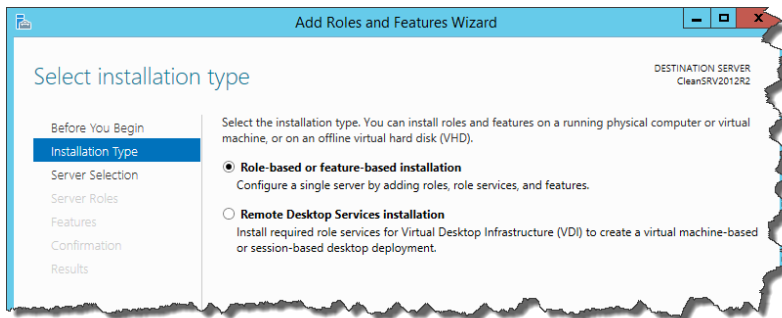 Add Roles and Features Wizard
Select installation type
DESTINATION SERVER
CleanSRV2012R2
Before You Begin
Installation Type
Server Selection
Server Roles
Features
Confirmation
Results
Select the installation type. You can install roles and features on a running physical computer or virtual
machine, or on an offline virtual hard disk (VHD).
Role-based or feature-based installation
Configure a single server by adding roles, role services, and features.
Remote Desktop Services installation
Install required role services for Virtual Desktop Infrastructure (VDI) to create a virtual machine-based
or session-based desktop deployment.